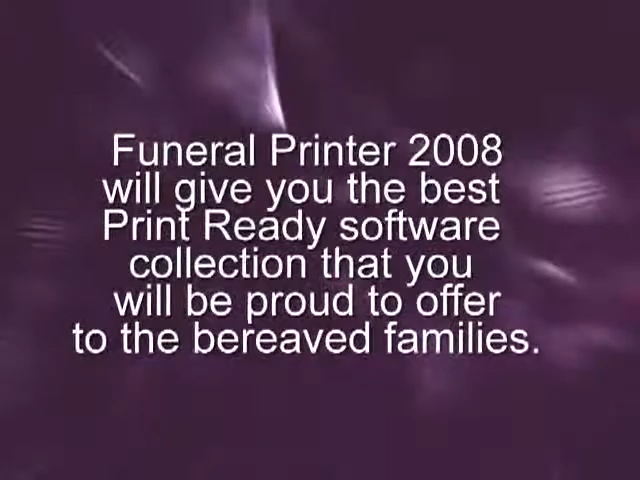 Funeral Printer 2008
will give you the best
Print Ready software
collection that you
will be proud to offer
to the bereaved families.